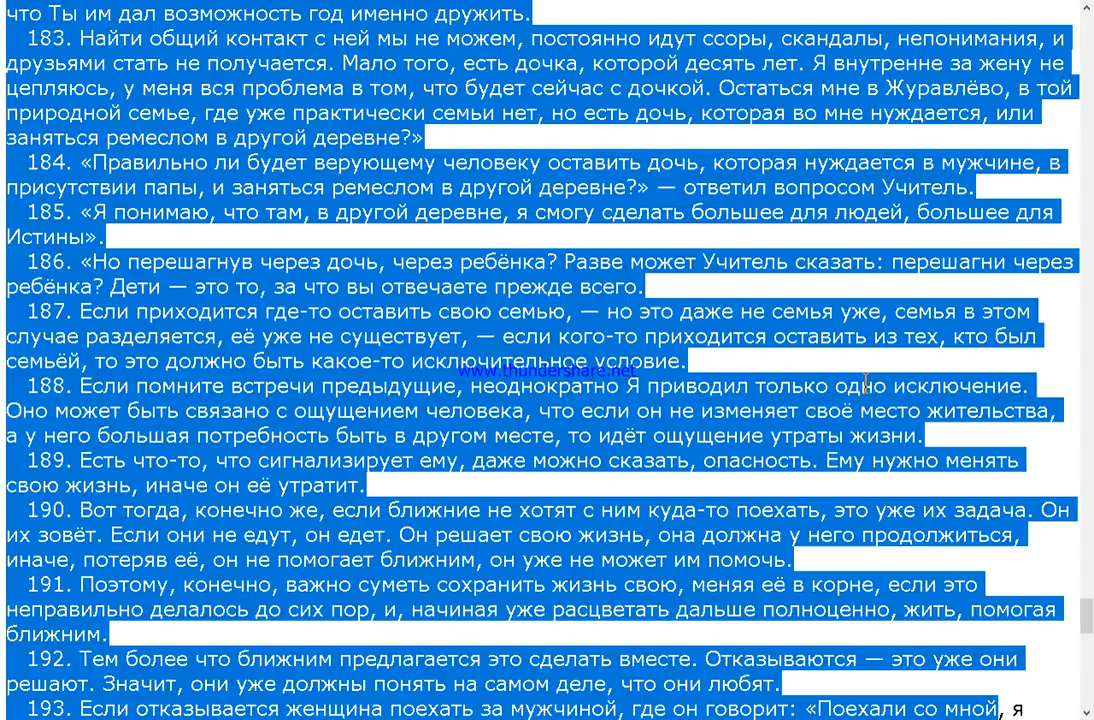 что Ты им дал возможность год именно дружить.
183. Найти общий контакт с ней мы не можем, постоянно идут ссоры, скандалы, непонимания, и
друзьями стать не получается. Мало того, есть дочка, которой десять лет. Я внутренне за жену не
цепляюсь, у меня вся проблема в том, что будет сейчас с дочкой. Остаться мне в Журавлёво, в той
природной семье, где уже практически семьи нет, но есть дочь, которая во мне нуждается, или
заняться ремеслом в другой деревне?»
184. «Правильно ли будет верующему человеку оставить дочь, которая нуждается в мужчине, в
присутствии папы, и заняться ремеслом в другой деревне?» — ответил вопросом Учитель.
185. «Я понимаю, что там, в другой деревне, я смогу сделать большее для людей, большее для
Истины».
186. «Но перешагнув через дочь, через ребёнка? Разве может Учитель сказать: перешагни через
ребёнка? Дети — это то, за что вы отвечаете прежде всего.
187. Если приходится где-то оставить свою семью, — но это даже не семья уже, семья в этом
случае разделяется, её уже не существует, — если кого-то приходится оставить из тех, кто был
семьёй, то это должно быть какое-то исключительное условие.
www.thundershare.net
188. Если помните встречи предыдущие, неоднократно Я приводил только одно исключение.
Оно может быть связано с ощущением человека, что если он не изменяет своё место жительства,
а у него большая потребность быть в другом месте, то идёт ощущение утраты жизни.
189. Есть что-то, что сигнализирует ему, даже можно сказать, опасность. Ему нужно менять
свою жизнь, иначе он её утратит.
190. Вот тогда, конечно же, если ближние не хотят с ним куда-то поехать, это уже их задача. Он
их зовёт. Если они не едут, он едет. Он решает свою жизнь, она должна у него продолжиться,
иначе, потеряв её, он не помогает ближним, он уже не может им помочь.
191. Поэтому, конечно, важно суметь сохранить жизнь свою, меняя её в корне, если это
неправильно делалось до сих пор, и, начиная уже расцветать дальше полноценно, жить, помогая
ближним.
192. Тем более что ближним предлагается это сделать вместе. Отказываются — это уже они
решают. Значит, они уже должны понять на самом деле, что они любят.
193. Если отказывается женщина поехать за мужчиной, где он говорит: «Поехали со мной, я